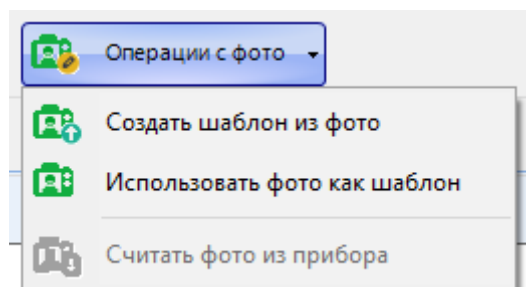 Операции с фото
Создать шаблон из фото
Использовать фото как шаблон
Считать фото из прибора